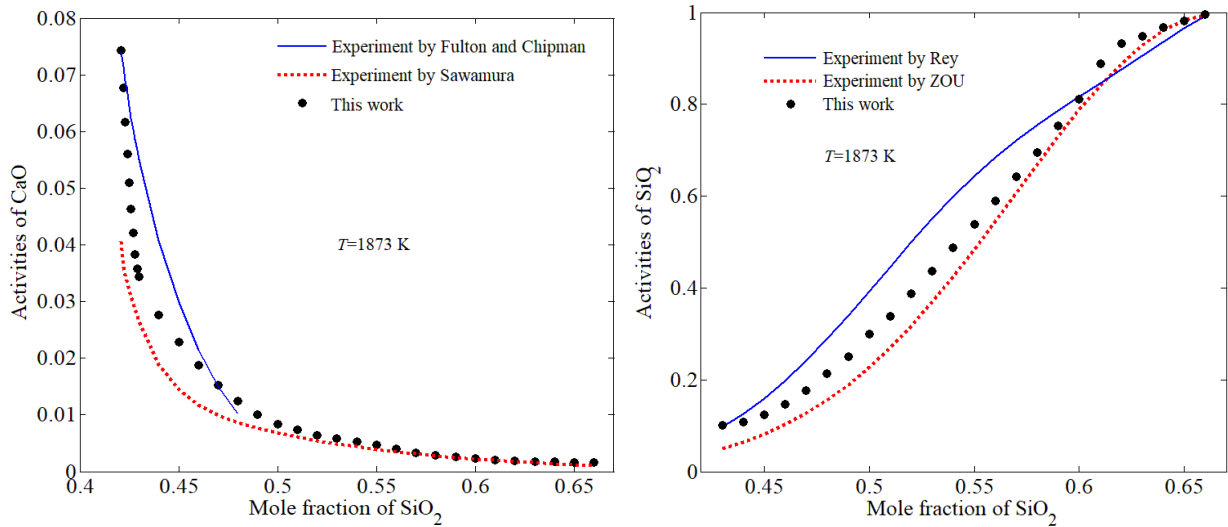 0.08
0.07
0.06
0.05
0.04
0.03
0.02
0.01
0
0.4
0.45
0.5
0.55
0.6
0.65
Activities of CaO
Mole fraction of SiO₂
Experiment by Fulton and Chipman
Experiment by Sawamura
This work
T=1873 K
1
0.8
0.6
0.4
0.2
0
0.45
0.5
0.55
0.6
0.65
Activities of SiO₂
Mole fraction of SiO₂
Experiment by Rey
Experiment by ZOU
This work
T=1873 K